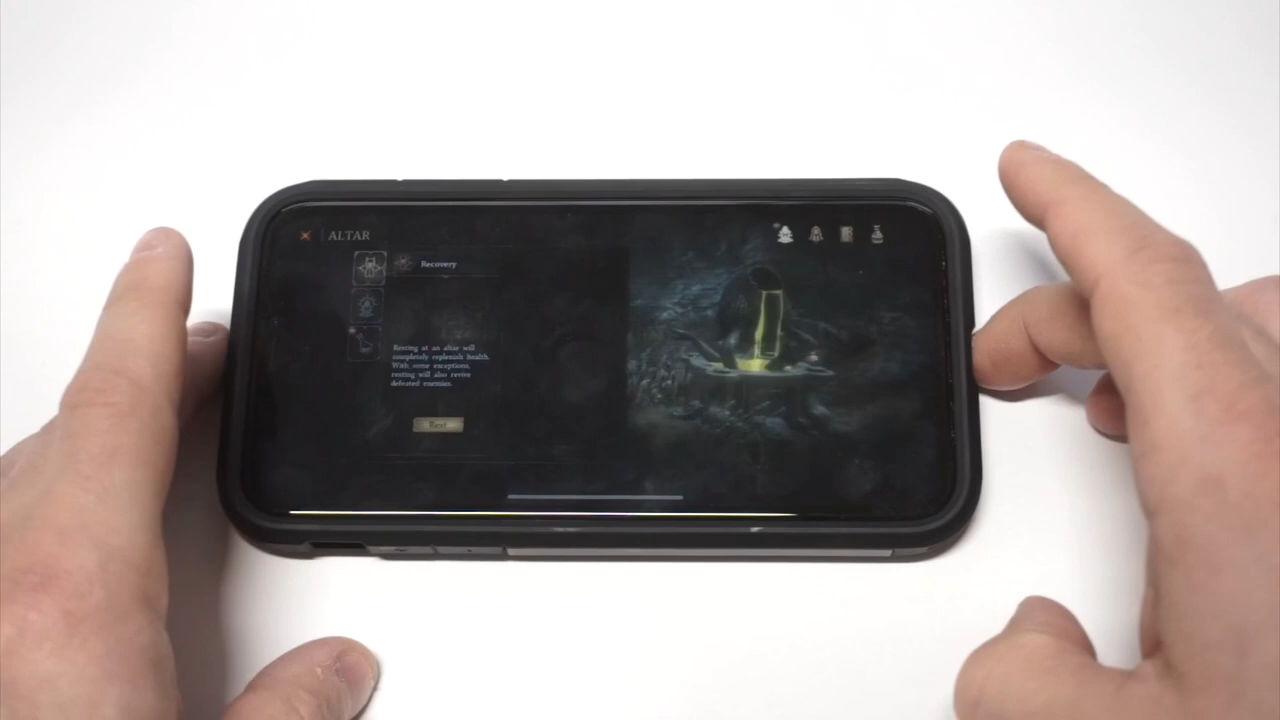 ALTAR
Recovery
Resting at an altar will
completely replenish health.
With some exceptions,
resting will also revive
defeated enemies.
Rest